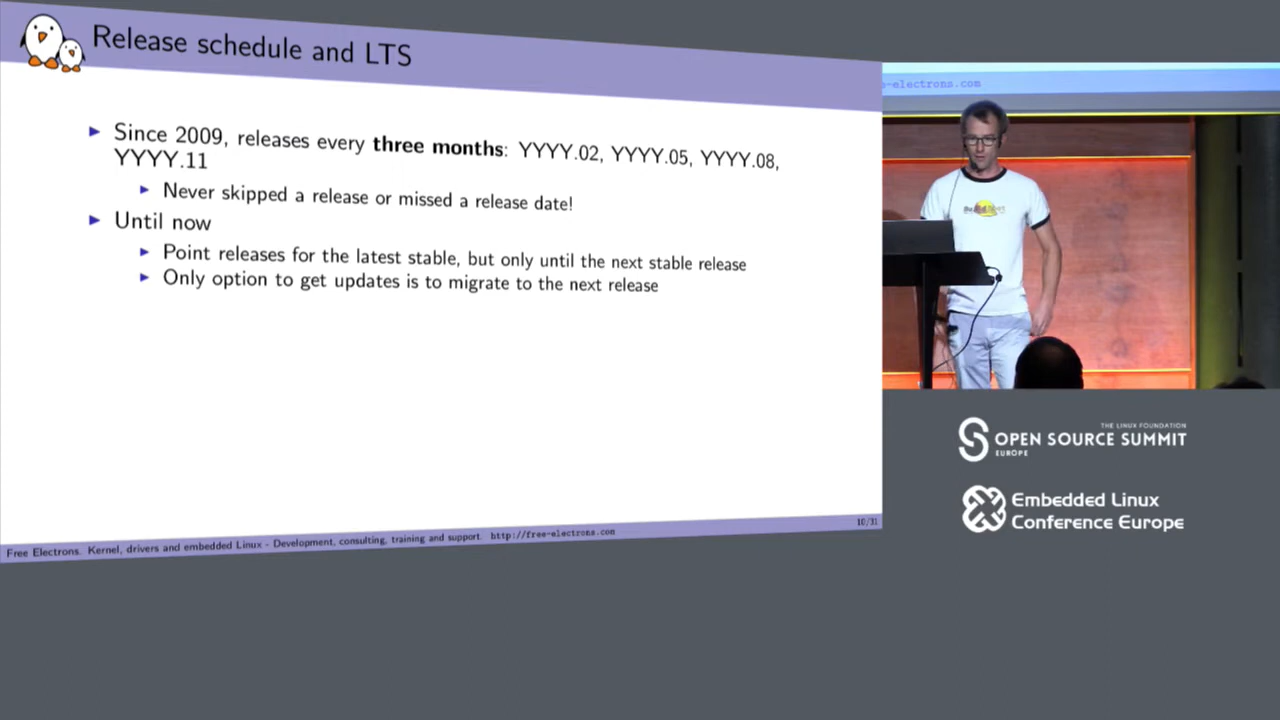 Release schedule and LTS
Since 2009, releases every three months: YYYY.02, YYYY.05, YYYY.08,
YYYY.11
Never skipped a release or missed a release date!
Until now
Point releases for the latest stable, but only until the next stable release
Only option to get updates is to migrate to the next release
Free Electrons. Kernel, drivers and embedded Linux - Development, consulting, training and support. http://free-electrons.com
10/31
s-electrons.com
THE LINUX FOUNDATION
OPEN SOURCE SUMMIT
EUROPE
Embedded Linux
Conference Europe